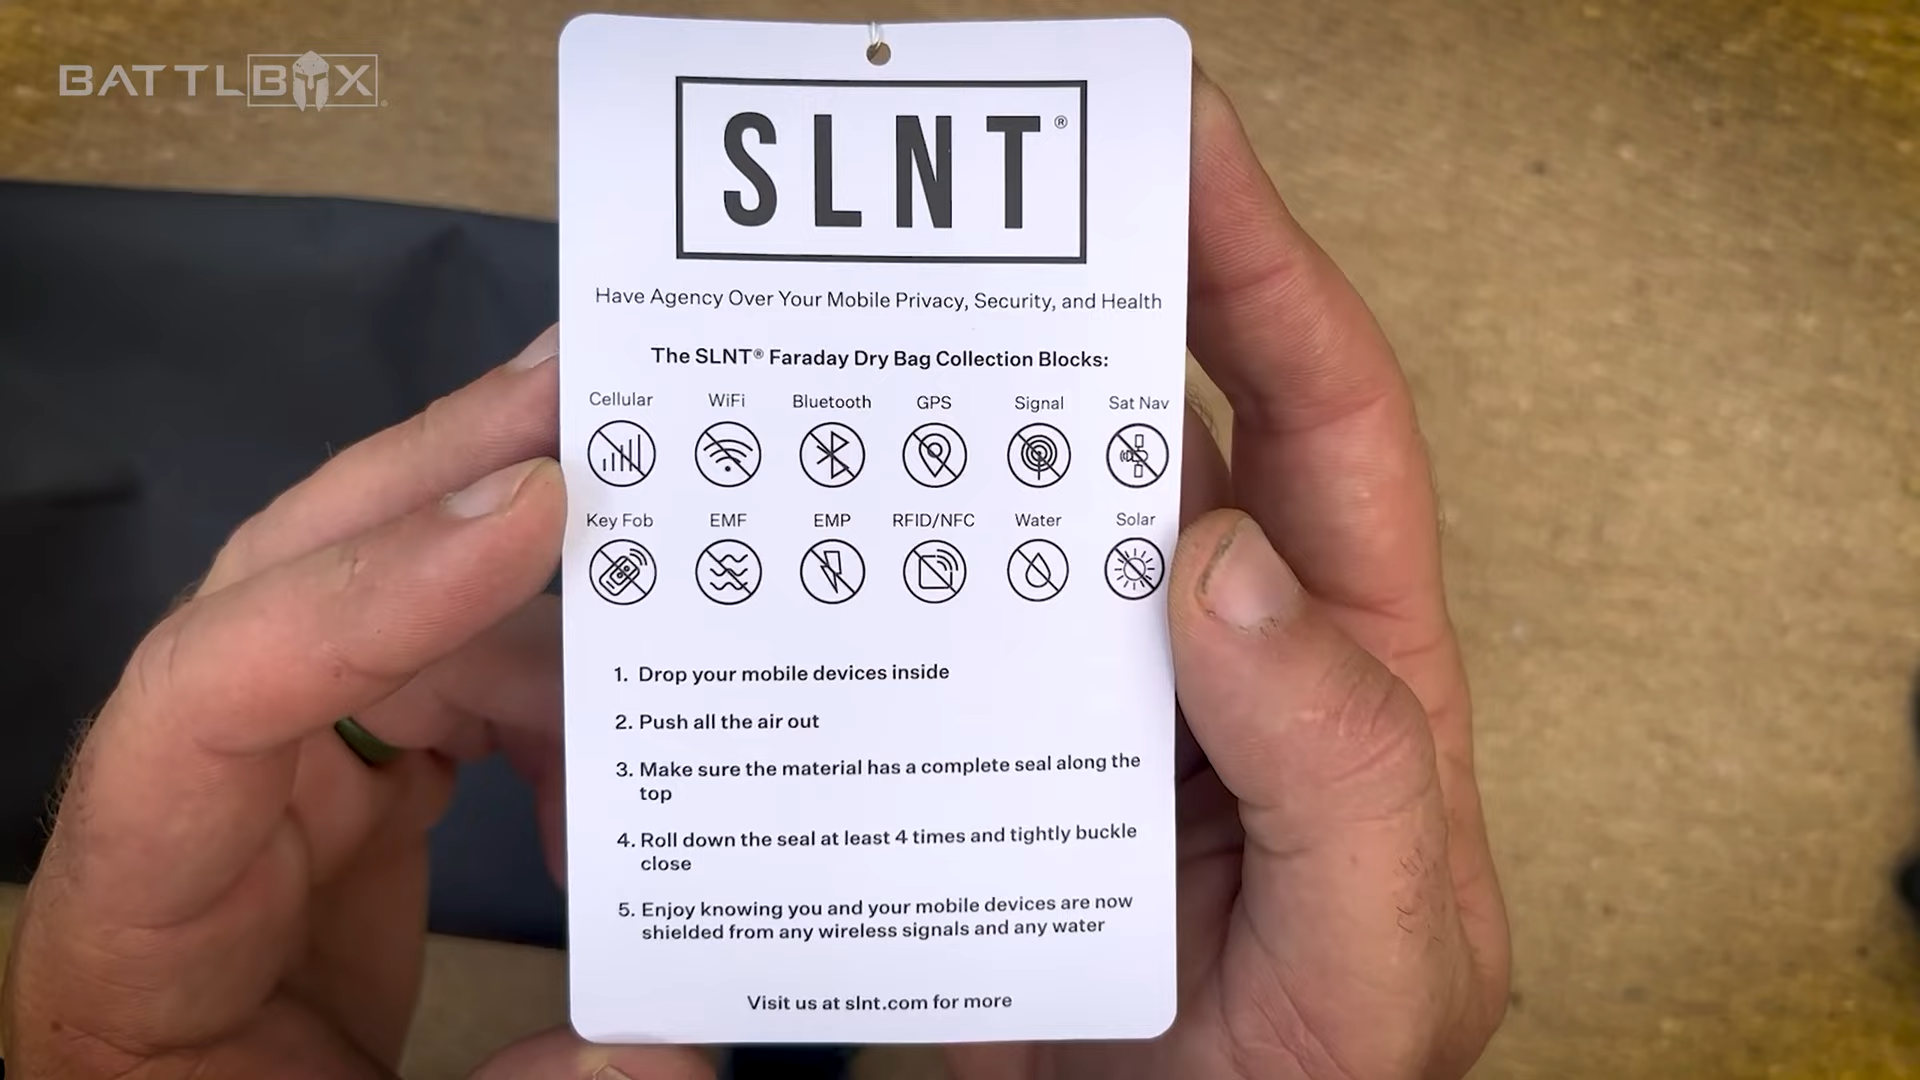 BATTLBOX
SLNT®
Have Agency Over Your Mobile Privacy, Security, and Health
The SLNT® Faraday Dry Bag Collection Blocks:
Cellular WiFi Bluetooth GPS Signal Sat Nav
Key Fob EMF EMP RFID/NFC Water Solar
1. Drop your mobile devices inside
2. Push all the air out
3. Make sure the material has a complete seal along the
top
4. Roll down the seal at least 4 times and tightly buckle
close
5. Enjoy knowing you and your mobile devices are now
shielded from any wireless signals and any water
Visit us at slnt.com for more